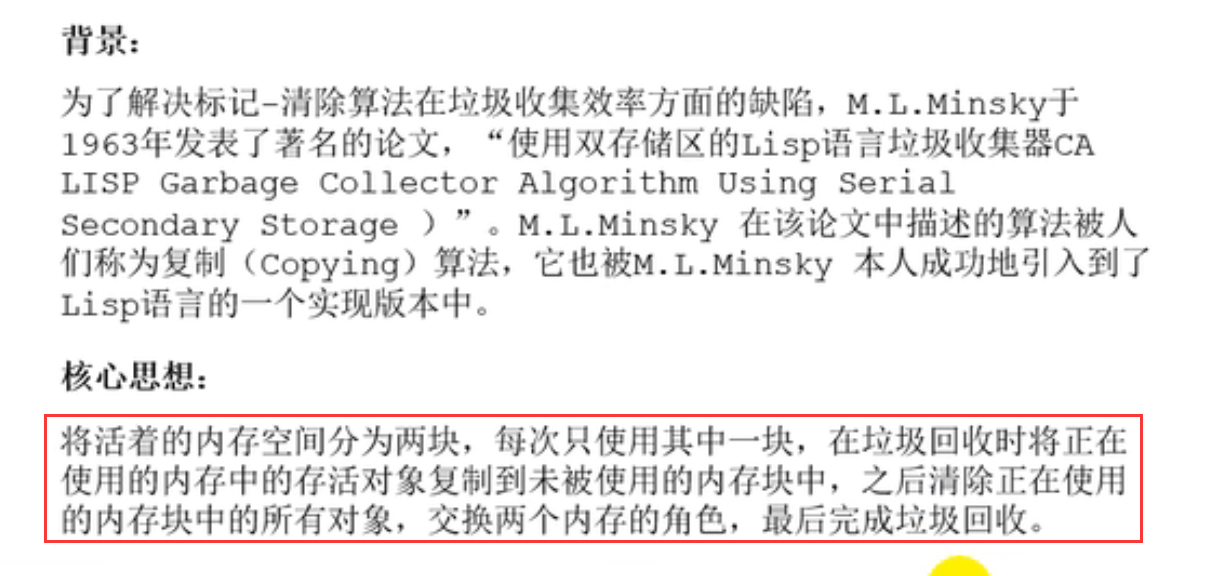 背景：
为了解决标记-清除算法在垃圾收集效率方面的缺陷，M.L.Minsky于
1963年发表了著名的论文，“使用双存储区的Lisp语言垃圾收集器CA
LISP Garbage Collector Algorithm Using Serial
Secondary Storage ）”。M.L.Minsky 在该论文中描述的算法被人
们称为复制（Copying）算法，它也被M.L.Minsky 本人成功地引入到了
Lisp语言的一个实现版本中。
核心思想：
将活着的内存空间分为两块，每次只使用其中一块，在垃圾回收时将正在
使用的内存中的存活对象复制到未被使用的内存块中，之后清除正在使用
的内存块中的所有对象，交换两个内存的角色，最后完成垃圾回收。